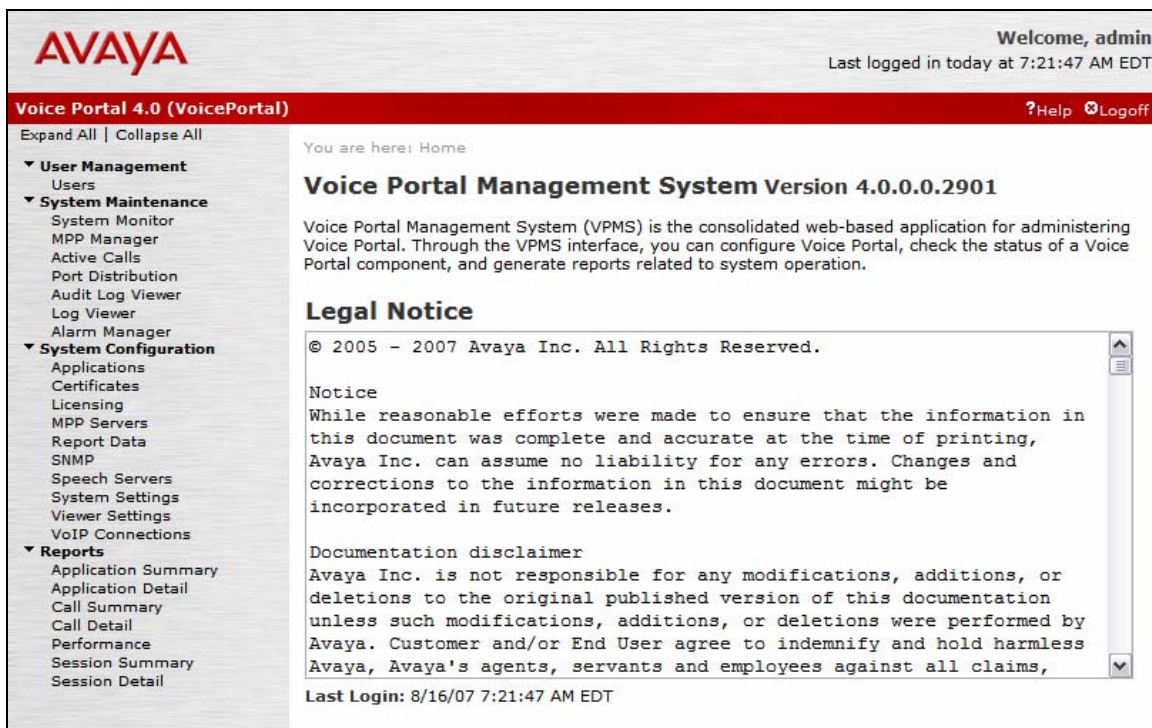 AVAYA
Welcome, admin
Last logged in today at 7:21:47 AM EDT
Voice Portal 4.0 (VoicePortal)
?Help Logoff
Expand All | Collapse All
User Management
Users
System Maintenance
System Monitor
MPP Manager
Active Calls
Port Distribution
Audit Log Viewer
Log Viewer
Alarm Manager
System Configuration
Applications
Certificates
Licensing
MPP Servers
Report Data
SNMP
Speech Servers
System Settings
Viewer Settings
VoIP Connections
Reports
Application Summary
Application Detail
Call Summary
Call Detail
Performance
Session Summary
Session Detail
You are here: Home
Voice Portal Management System Version 4.0.0.0.2901
Voice Portal Management System (VPMS) is the consolidated web-based application for administering
Voice Portal. Through the VPMS interface, you can configure Voice Portal, check the status of a Voice
Portal component, and generate reports related to system operation.
Legal Notice
© 2005 - 2007 Avaya Inc. All Rights Reserved.
Notice
While reasonable efforts were made to ensure that the information in
this document was complete and accurate at the time of printing,
Avaya Inc. can assume no liability for any errors. Changes and
corrections to the information in this document might be
incorporated in future releases.
Documentation disclaimer
Avaya Inc. is not responsible for any modifications, additions, or
deletions to the original published version of this documentation
unless such modifications, additions, or deletions were performed by
Avaya. Customer and/or End User agree to indemnify and hold harmless
Avaya, Avaya's agents, servants and employees against all claims,
Last Login: 8/16/07 7:21:47 AM EDT